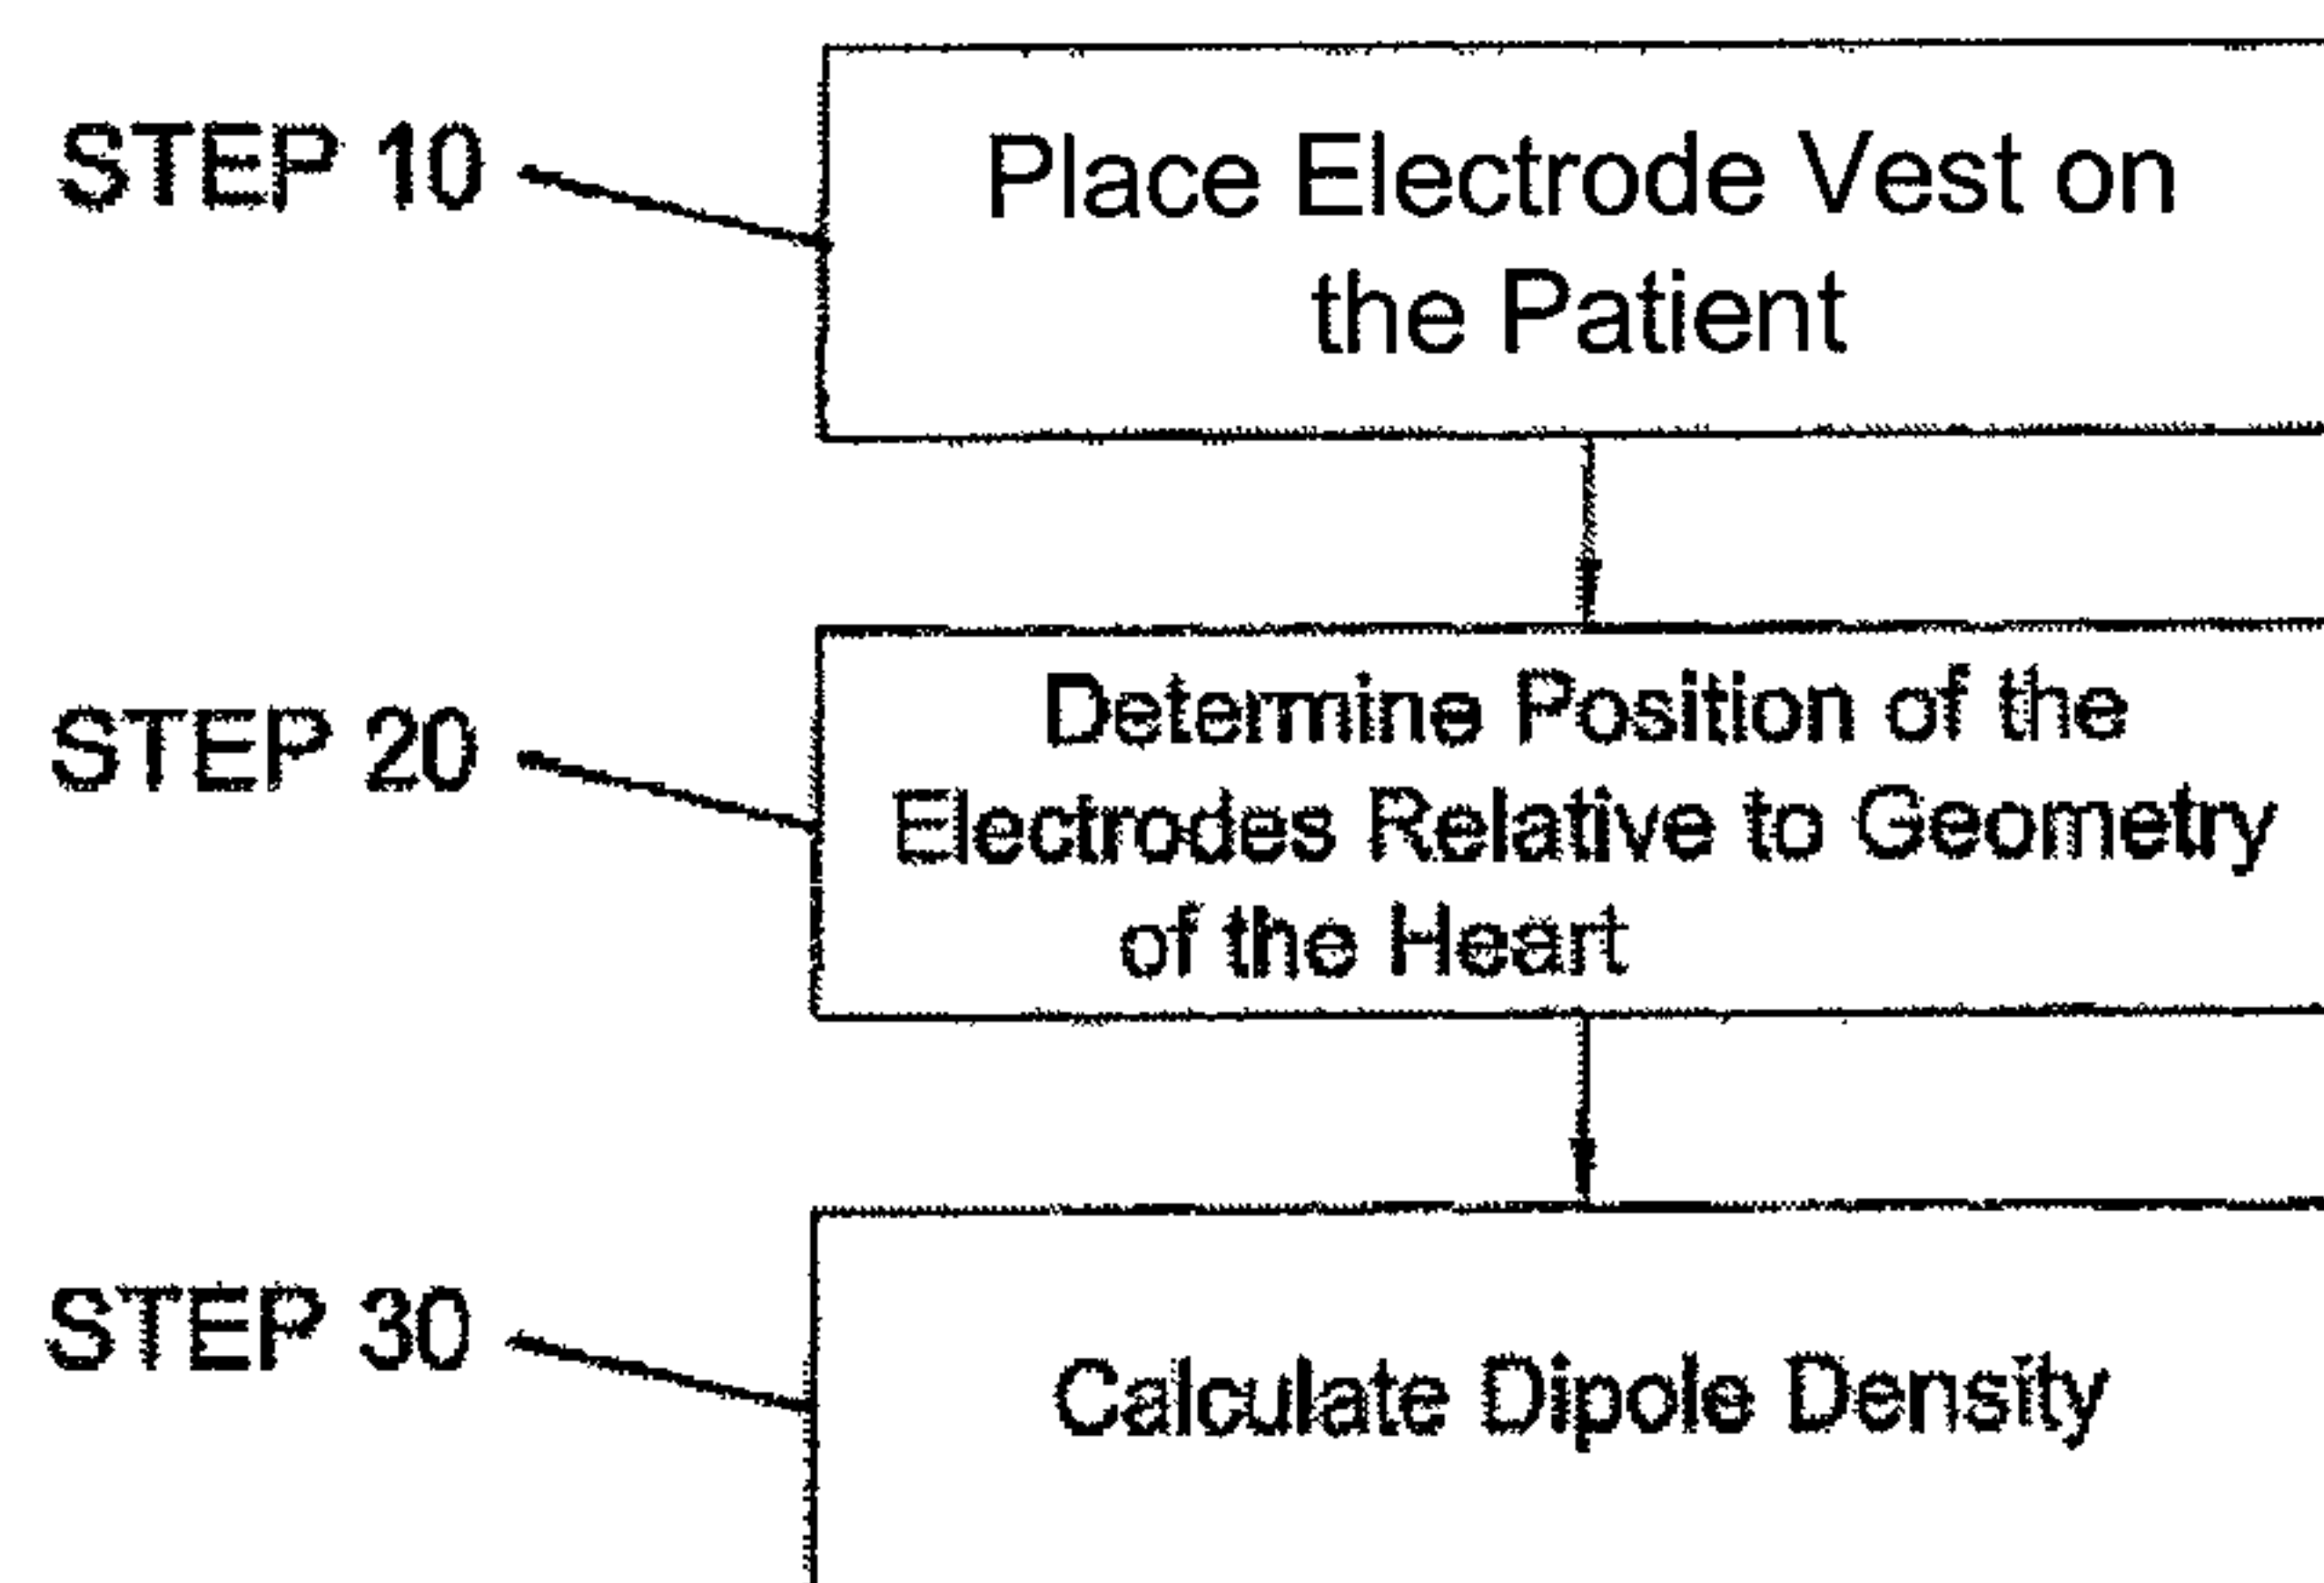 STEP 10
Place Electrode Vest on
the Patient
STEP 20
Determine Position of the
Electrodes Relative to Geometry
of the Heart
STEP 30
Calculate Dipole Density